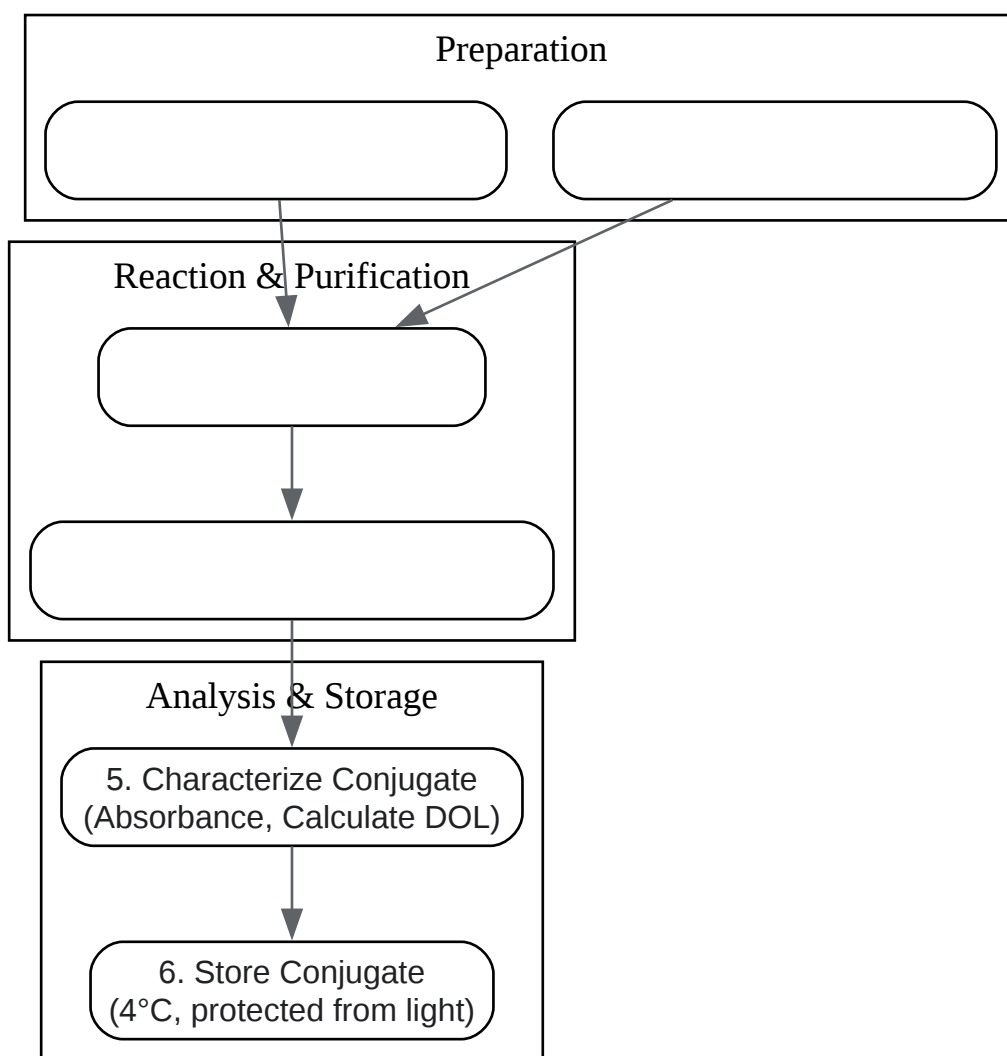 Preparation
Reaction & Purification
Analysis & Storage
5. Characterize Conjugate
(Absorbance, Calculate DOL)
6. Store Conjugate
(4°C, protected from light)